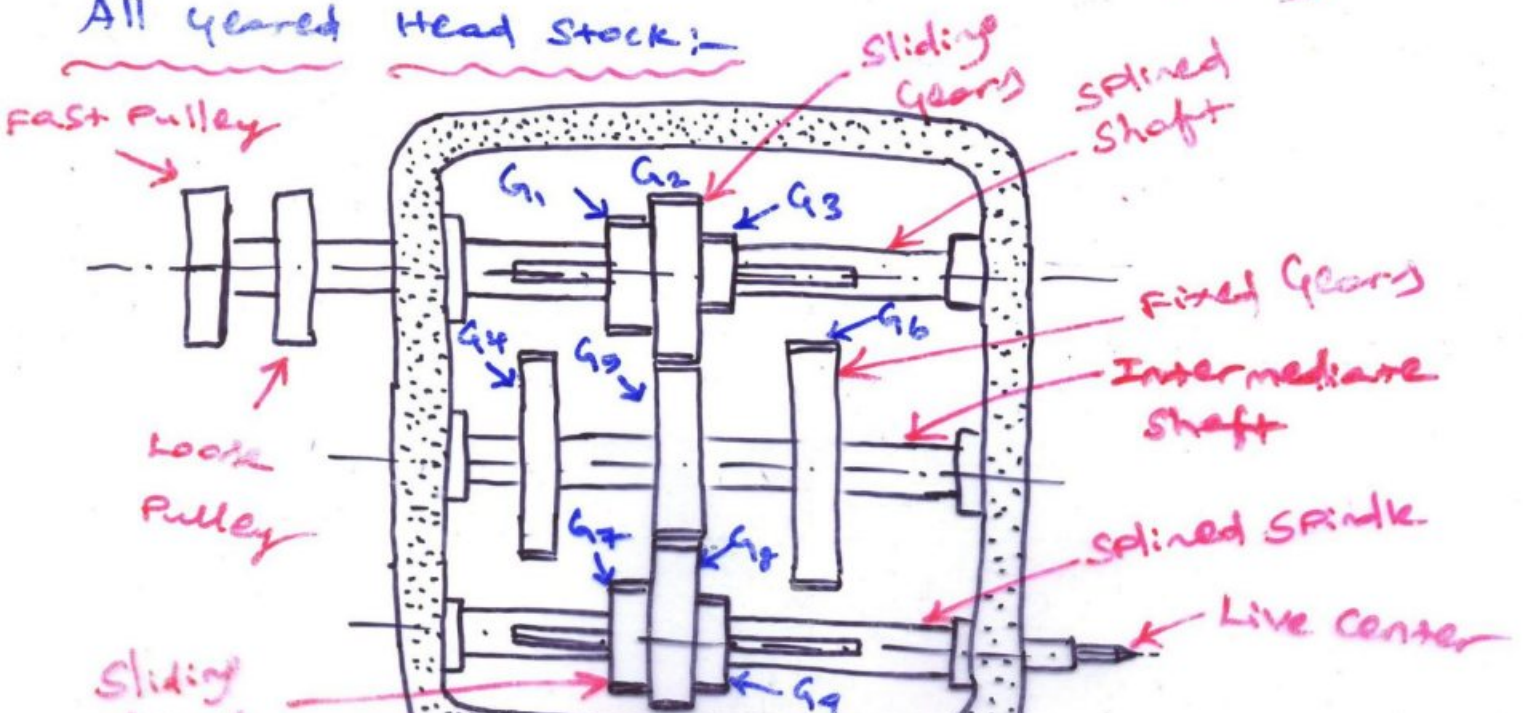 All Geared Head Stock:-
Fast Pulley
Sliding
Gears
Splined
Shaft
G1
G2
G3
Fixed Gears
G4
G5
G6
Intermediate
Shaft
Loose
Pulley
G7
G8
Splined Spindle
Live Center
Sliding
G9